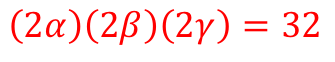 (2𝛼)(2𝛽)(2𝛾) = 32